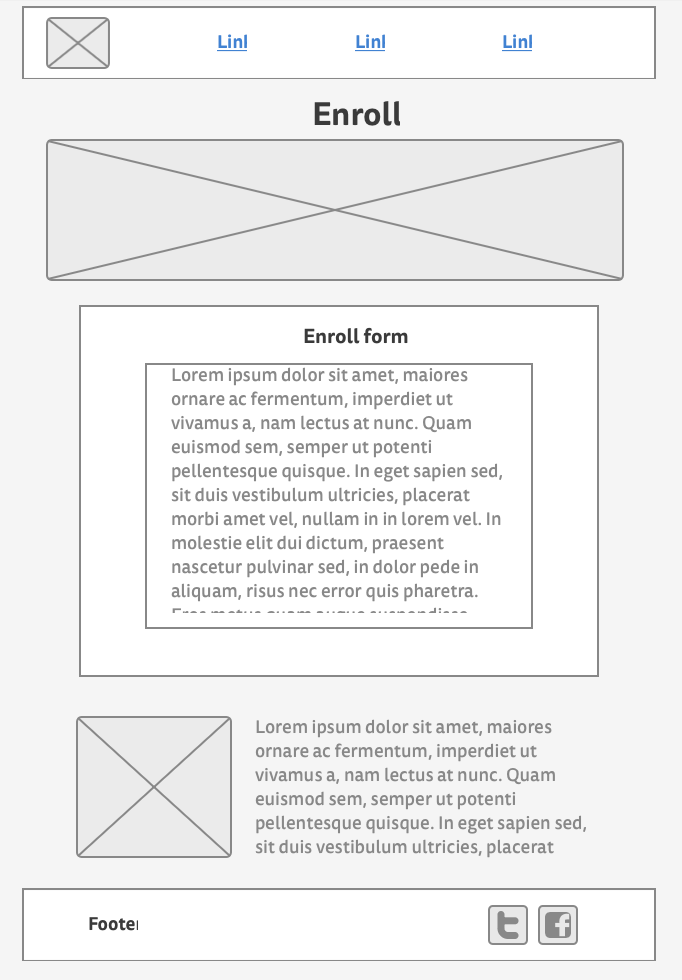 Linl
Linl
Linl
Enroll
Enroll form
Lorem ipsum dolor sit amet, maiores
ornare ac fermentum, imperdiet ut
vivamus a, nam lectus at nunc. Quam
euismod sem, semper ut potenti
pellentesque quisque. In eget sapien sed,
sit duis vestibulum ultricies, placerat
morbi amet vel, nullam in in lorem vel. In
molestie elit dui dictum, praesent
nascetur pulvinar sed, in dolor pede in
aliquam, risus nec error quis pharetra.
Lorem ipsum dolor sit amet, maiores
ornare ac fermentum, imperdiet ut
vivamus a, nam lectus at nunc. Quam
euismod sem, semper ut potenti
pellentesque quisque. In eget sapien sed,
sit duis vestibulum ultricies, placerat
Footer